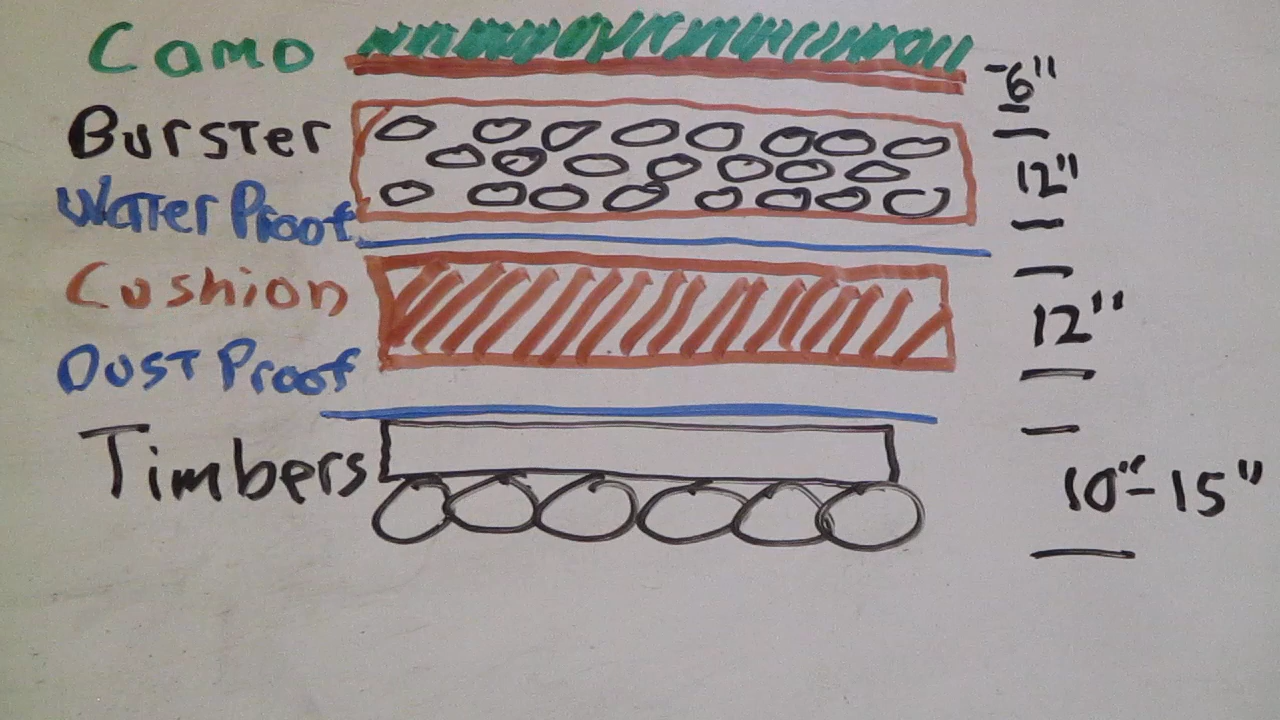 Camo
6"
Burster
12"
Water Proof
Cushion
12"
Dust Proof
Timbers
10"-15"